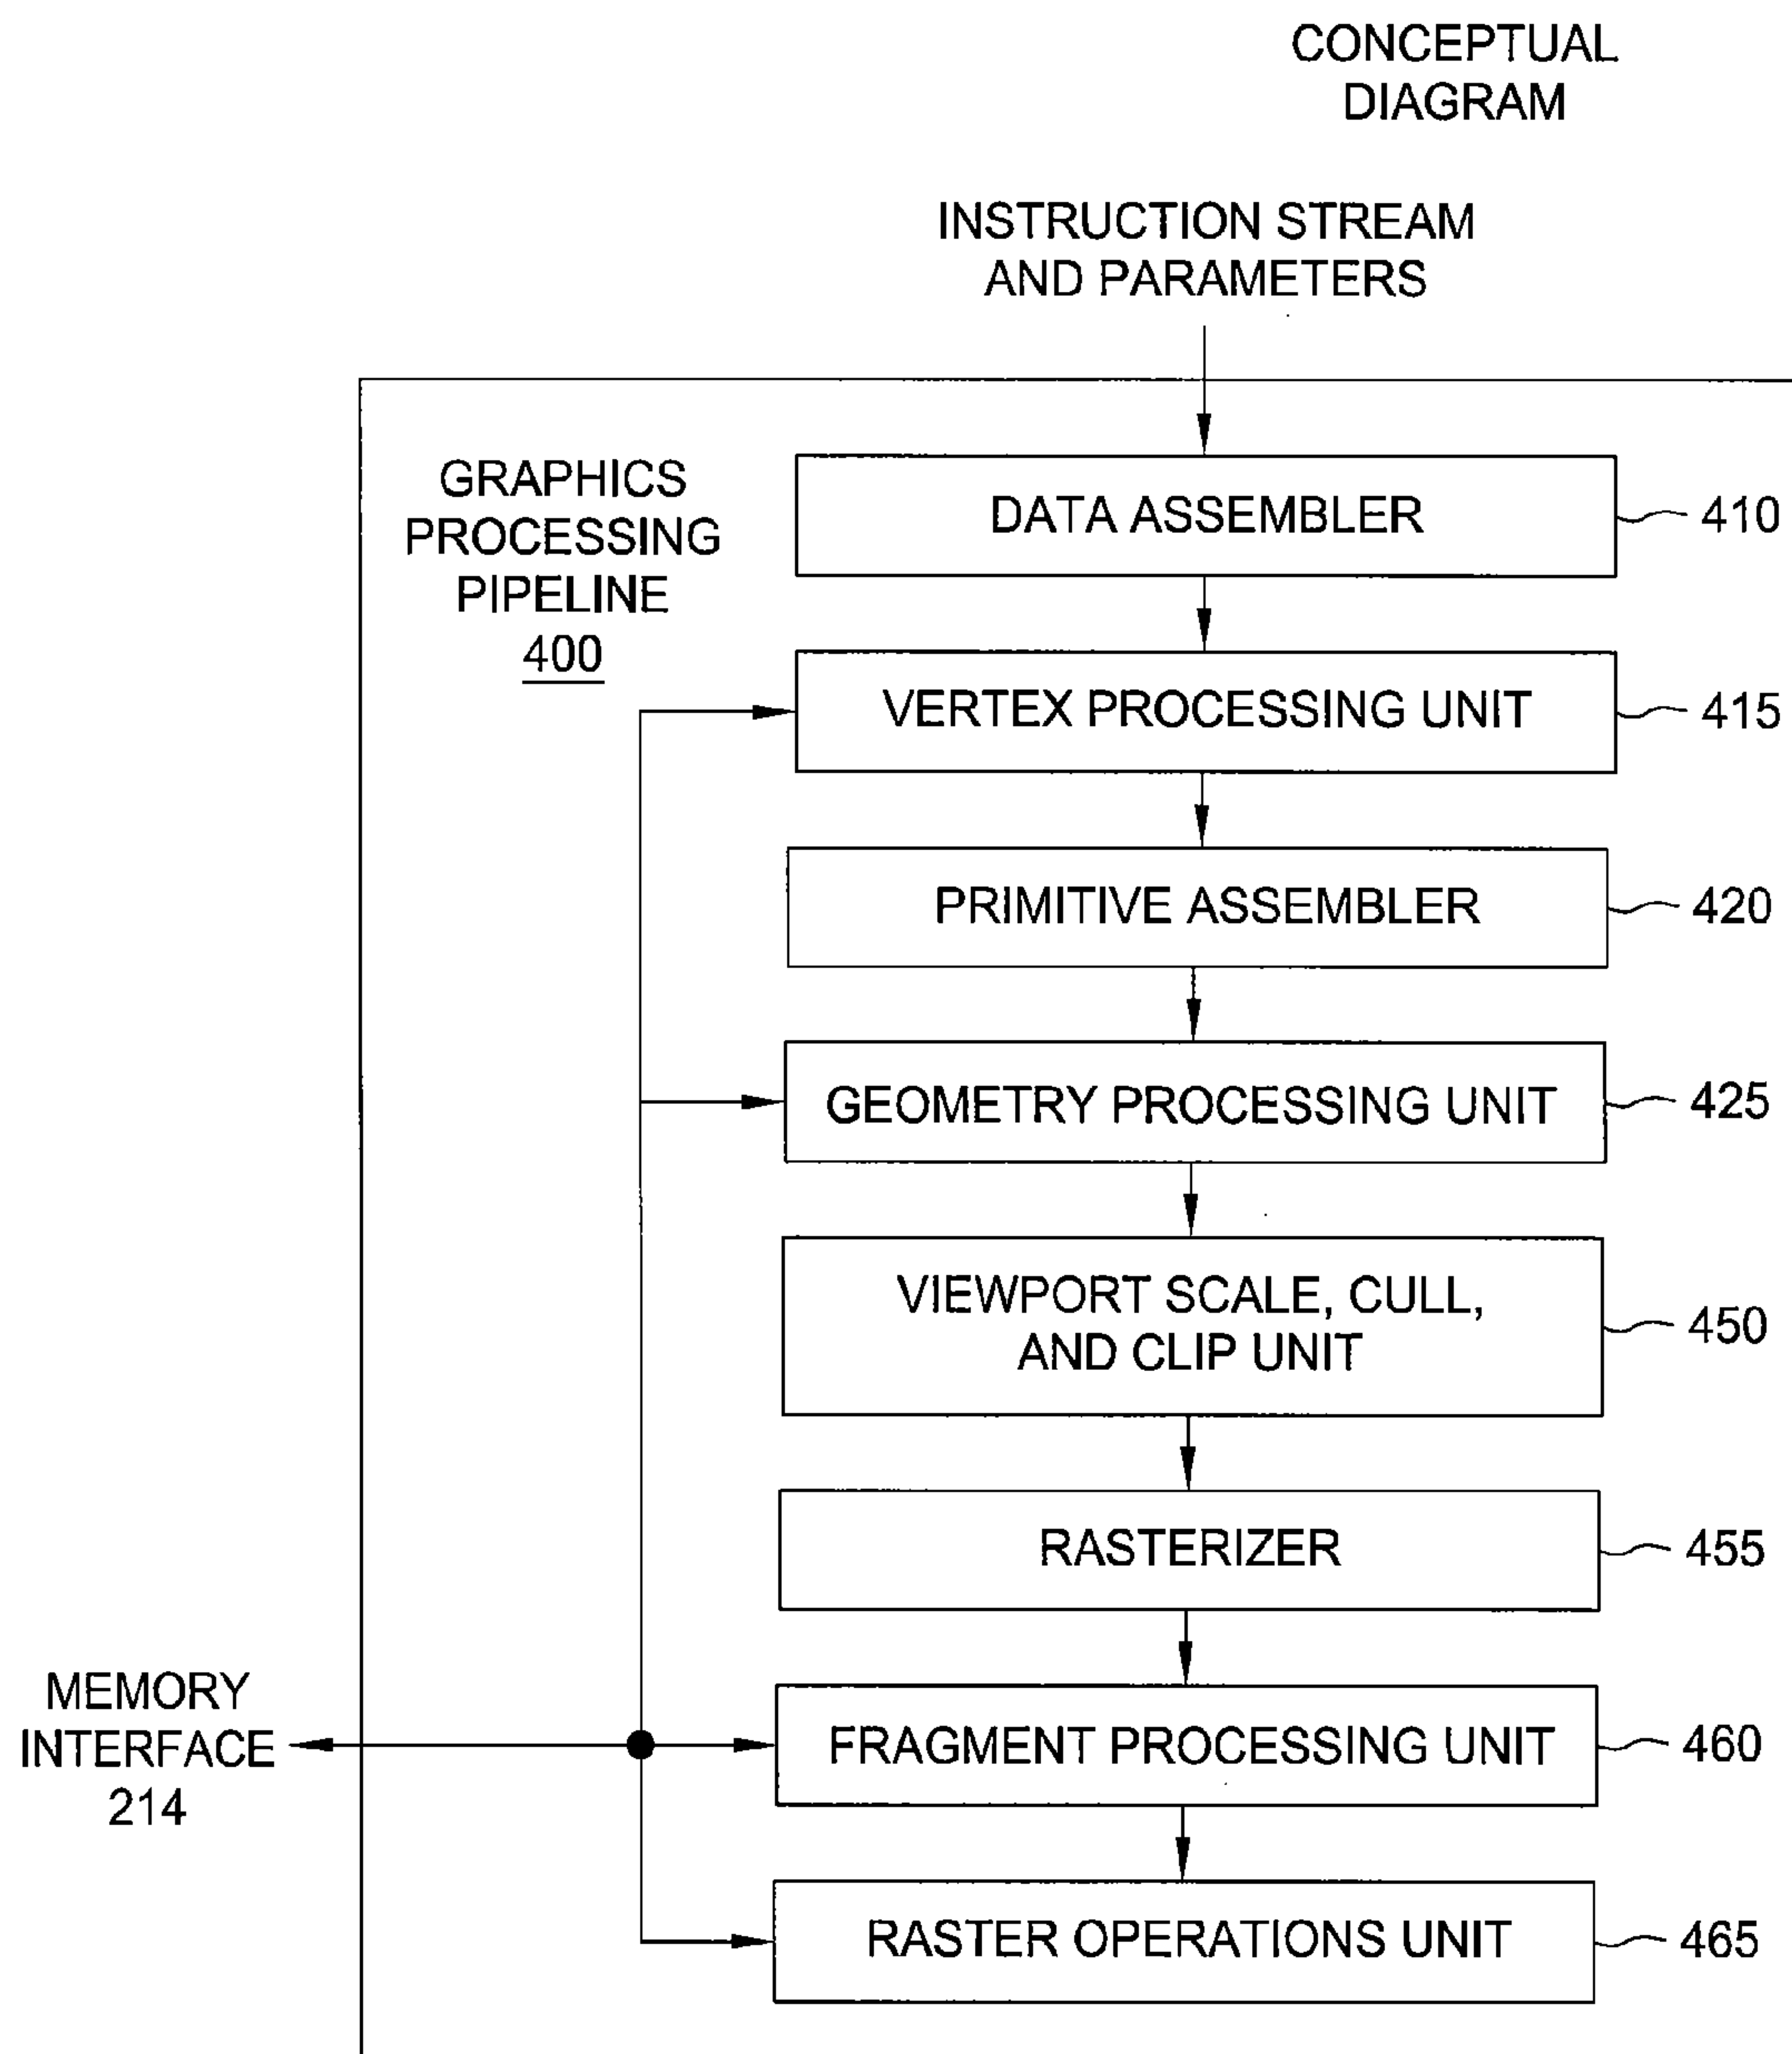 CONCEPTUAL
DIAGRAM
INSTRUCTION STREAM
AND PARAMETERS
GRAPHICS
PROCESSING
PIPELINE
400
DATA ASSEMBLER
410
VERTEX PROCESSING UNIT
415
PRIMITIVE ASSEMBLER
420
GEOMETRY PROCESSING UNIT
425
VIEWPORT SCALE, CULL,
AND CLIP UNIT
450
RASTERIZER
455
MEMORY
INTERFACE
214
FRAGMENT PROCESSING UNIT
460
RASTER OPERATIONS UNIT
465